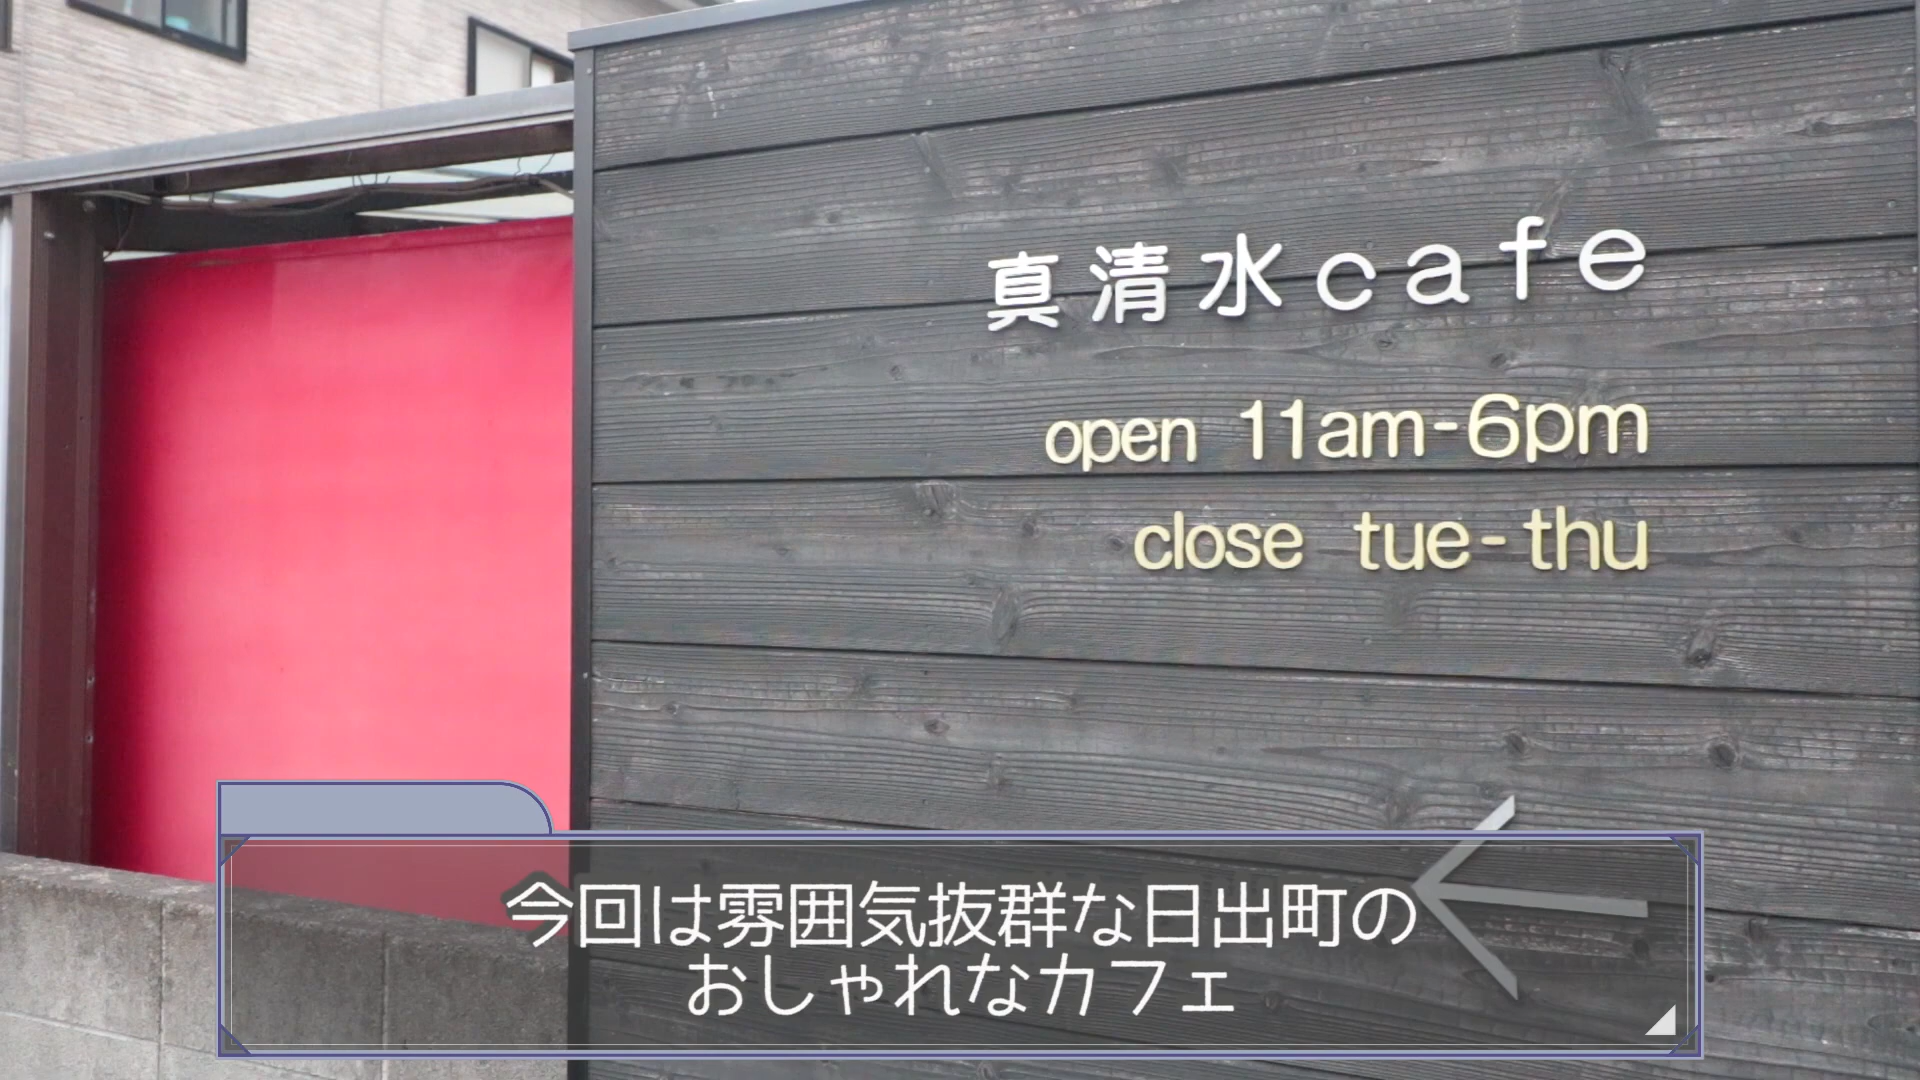 真清水cafe
open 11am-6pm
close tue-thu
今回は雰囲気抜群な日出町の
おしゃれなカフェ